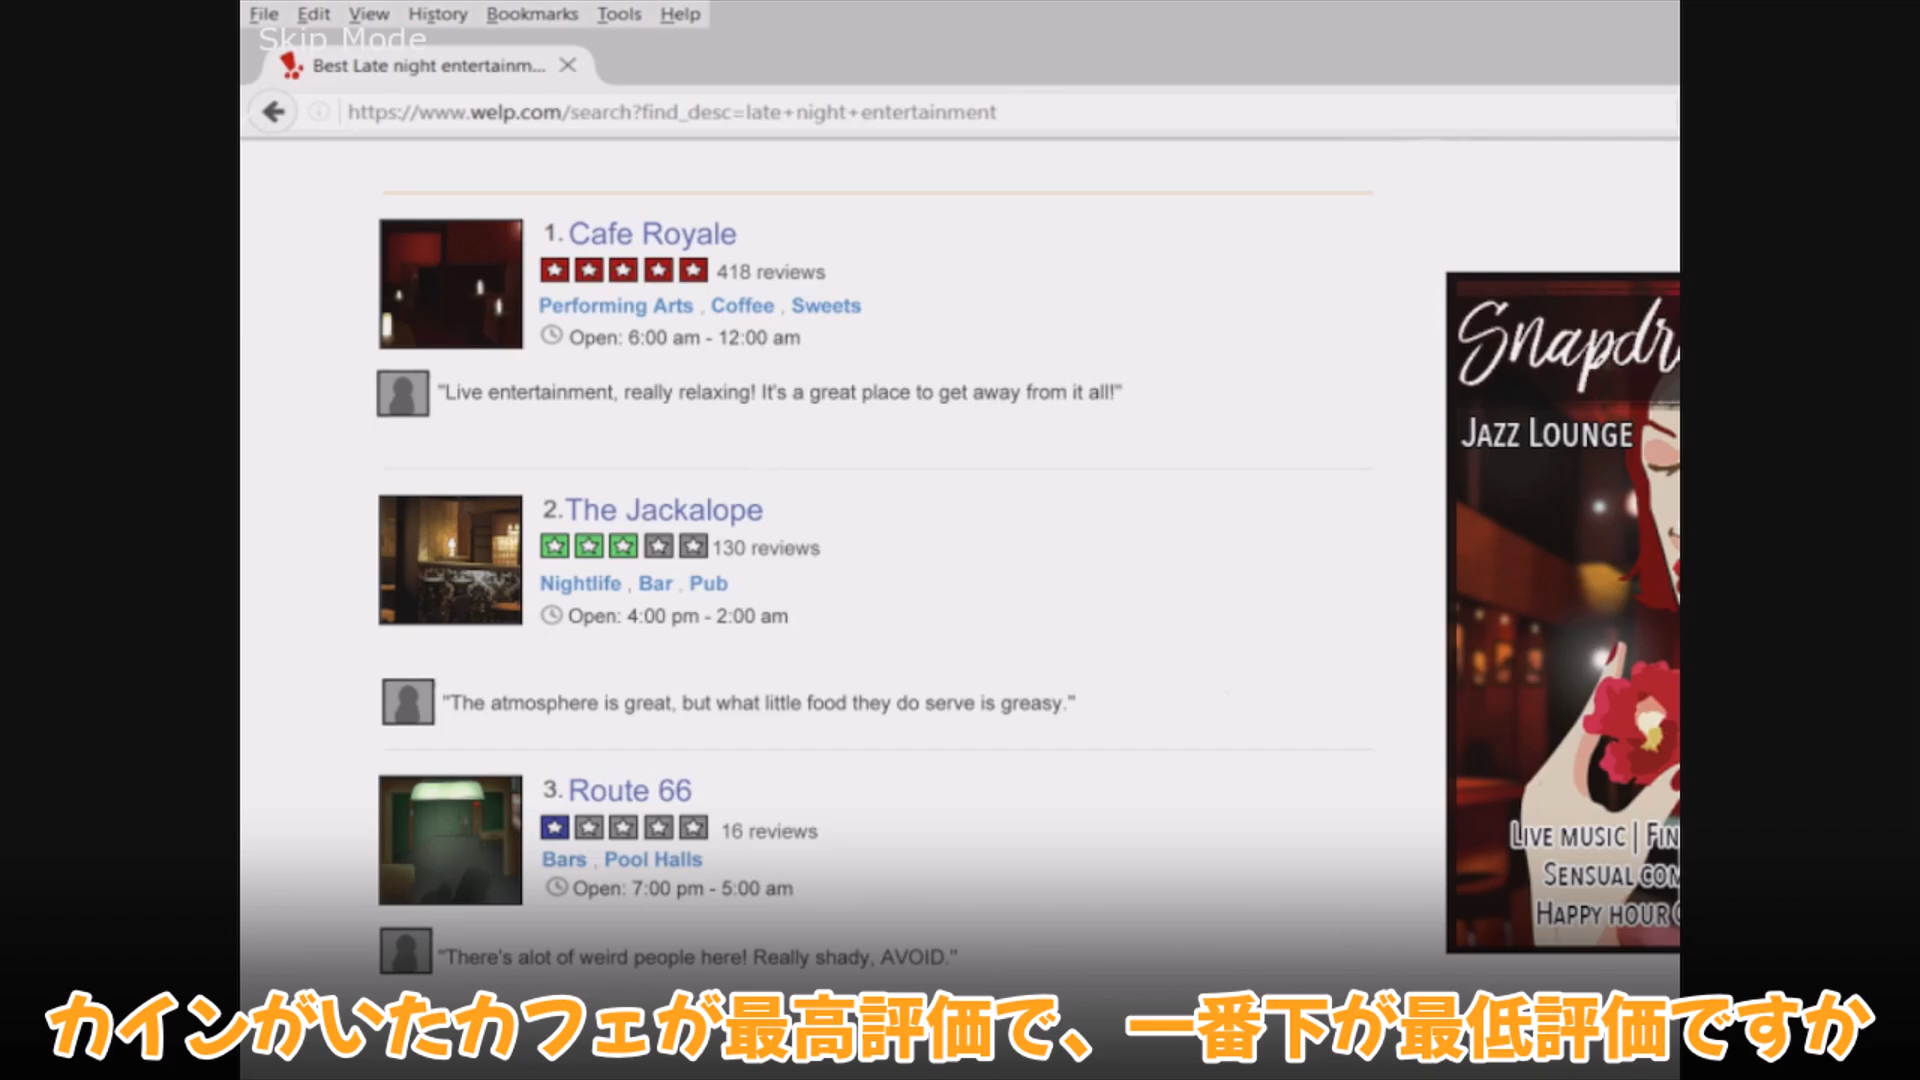 File Edit View History Bookmarks Tools Help
Skip Mode
Best Late night entertainm...
https://www.welp.com/search?find_desc=late+night+entertainment
1. Cafe Royale
418 reviews
Performing Arts , Coffee , Sweets
Open: 6:00 am - 12:00 am
"Live entertainment, really relaxing! It's a great place to get away from it all!"
2. The Jackalope
130 reviews
Nightlife , Bar , Pub
Open: 4:00 pm - 2:00 am
"The atmosphere is great, but what little food they do serve is greasy."
3. Route 66
16 reviews
Bars , Pool Halls
Open: 7:00 pm - 5:00 am
"There's alot of weird people here! Really shady, AVOID."
Snapdr
JAZZ LOUNGE
LIVE MUSIC | FIN
SENSUAL COM
HAPPY HOUR
カインがいたカフェが最高評価で、一番下が最低評価ですか